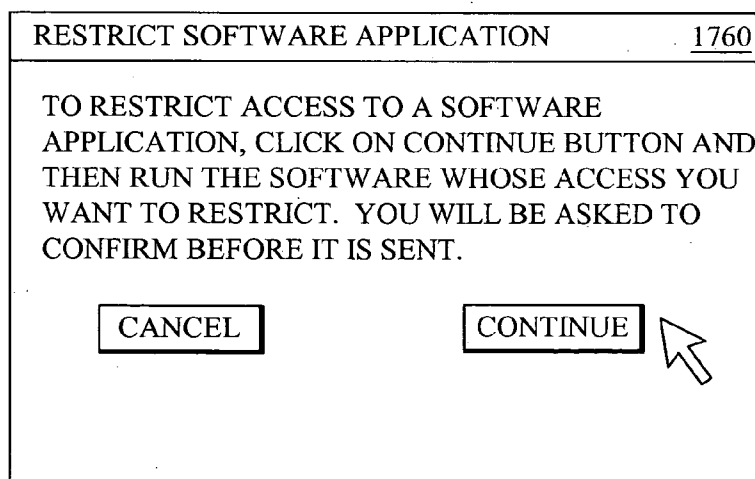 RESTRICT SOFTWARE APPLICATION 1760
TO RESTRICT ACCESS TO A SOFTWARE
APPLICATION, CLICK ON CONTINUE BUTTON AND
THEN RUN THE SOFTWARE WHOSE ACCESS YOU
WANT TO RESTRICT. YOU WILL BE ASKED TO
CONFIRM BEFORE IT IS SENT.
CANCEL CONTINUE